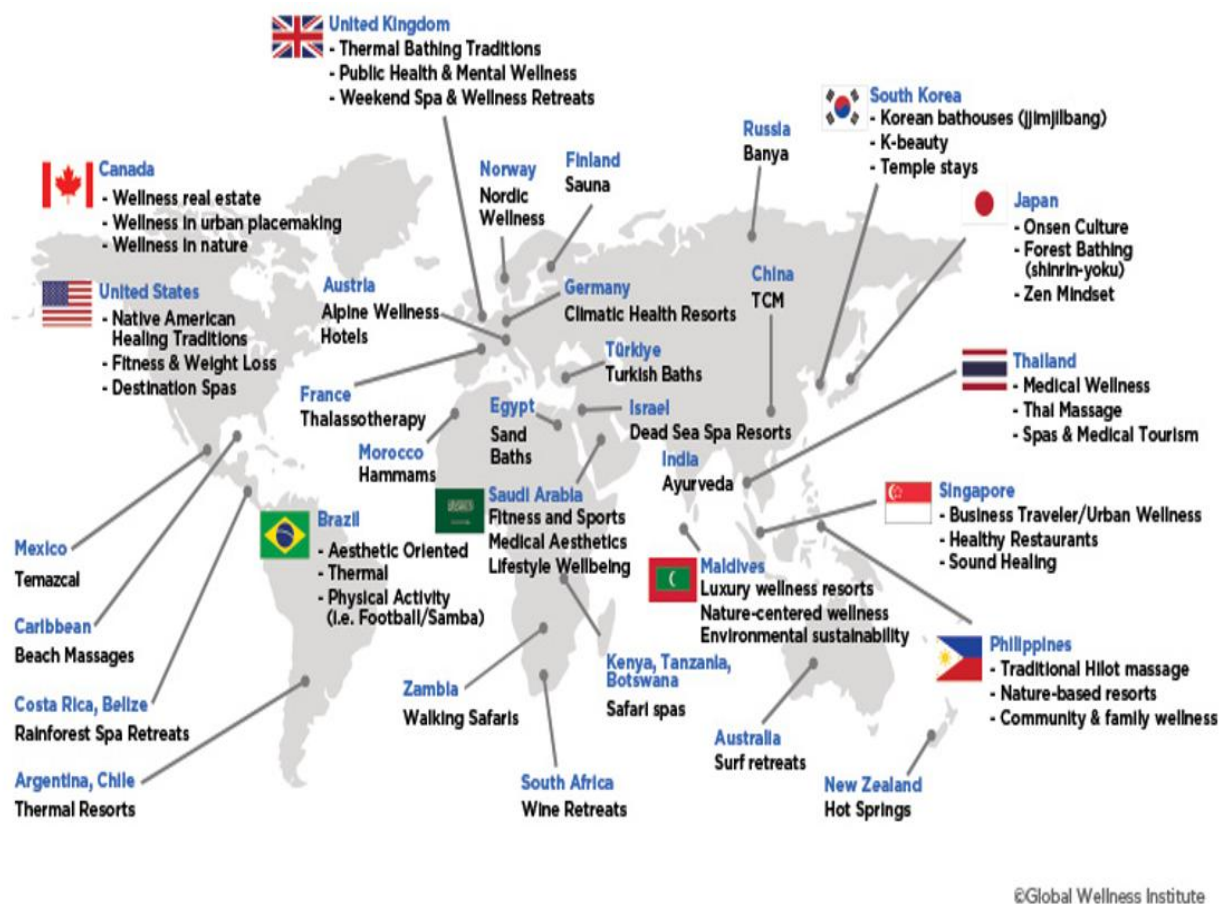 United Kingdom
- Thermal Bathing Traditions
- Public Health & Mental Wellness
- Weekend Spa & Wellness Retreats
South Korea
- Korean bathouses (jjimjilbang)
- K-beauty
- Temple stays
Russia
Banya
Canada
- Wellness real estate
- Wellness in urban placemaking
- Wellness in nature
Norway
Nordic
Wellness
Finland
Sauna
Japan
- Onsen Culture
- Forest Bathing
(shinrin-yoku)
- Zen Mindset
United States
- Native American
Healing Traditions
- Fitness & Weight Loss
- Destination Spas
Austria
Alpine Wellness
Hotels
Germany
Climatic Health Resorts
China
TCM
Türkiye
Turkish Baths
Thailand
- Medical Wellness
- Thai Massage
- Spas & Medical Tourism
France
Thalassotherapy
Egypt
Sand
Baths
Israel
Dead Sea Spa Resorts
Morocco
Hammams
India
Ayurveda
Saudi Arabia
Fitness and Sports
Medical Aesthetics
Lifestyle Wellbeing
Singapore
- Business Traveler/Urban Wellness
- Healthy Restaurants
- Sound Healing
Brazil
- Aesthetic Oriented
- Thermal
- Physical Activity
(i.e. Football/Samba)
Mexico
Temazcal
Maldives
Luxury wellness resorts
Nature-centered wellness
Environmental sustainability
Caribbean
Beach Massages
Philippines
- Traditional Hilot massage
- Nature-based resorts
- Community & family wellness
Kenya, Tanzania,
Botswana
Safari spas
Zambia
Walking Safaris
Costa Rica, Belize
Rainforest Spa Retreats
Australia
Surf retreats
Argentina, Chile
Thermal Resorts
South Africa
Wine Retreats
New Zealand
Hot Springs
©Global Wellness Institute